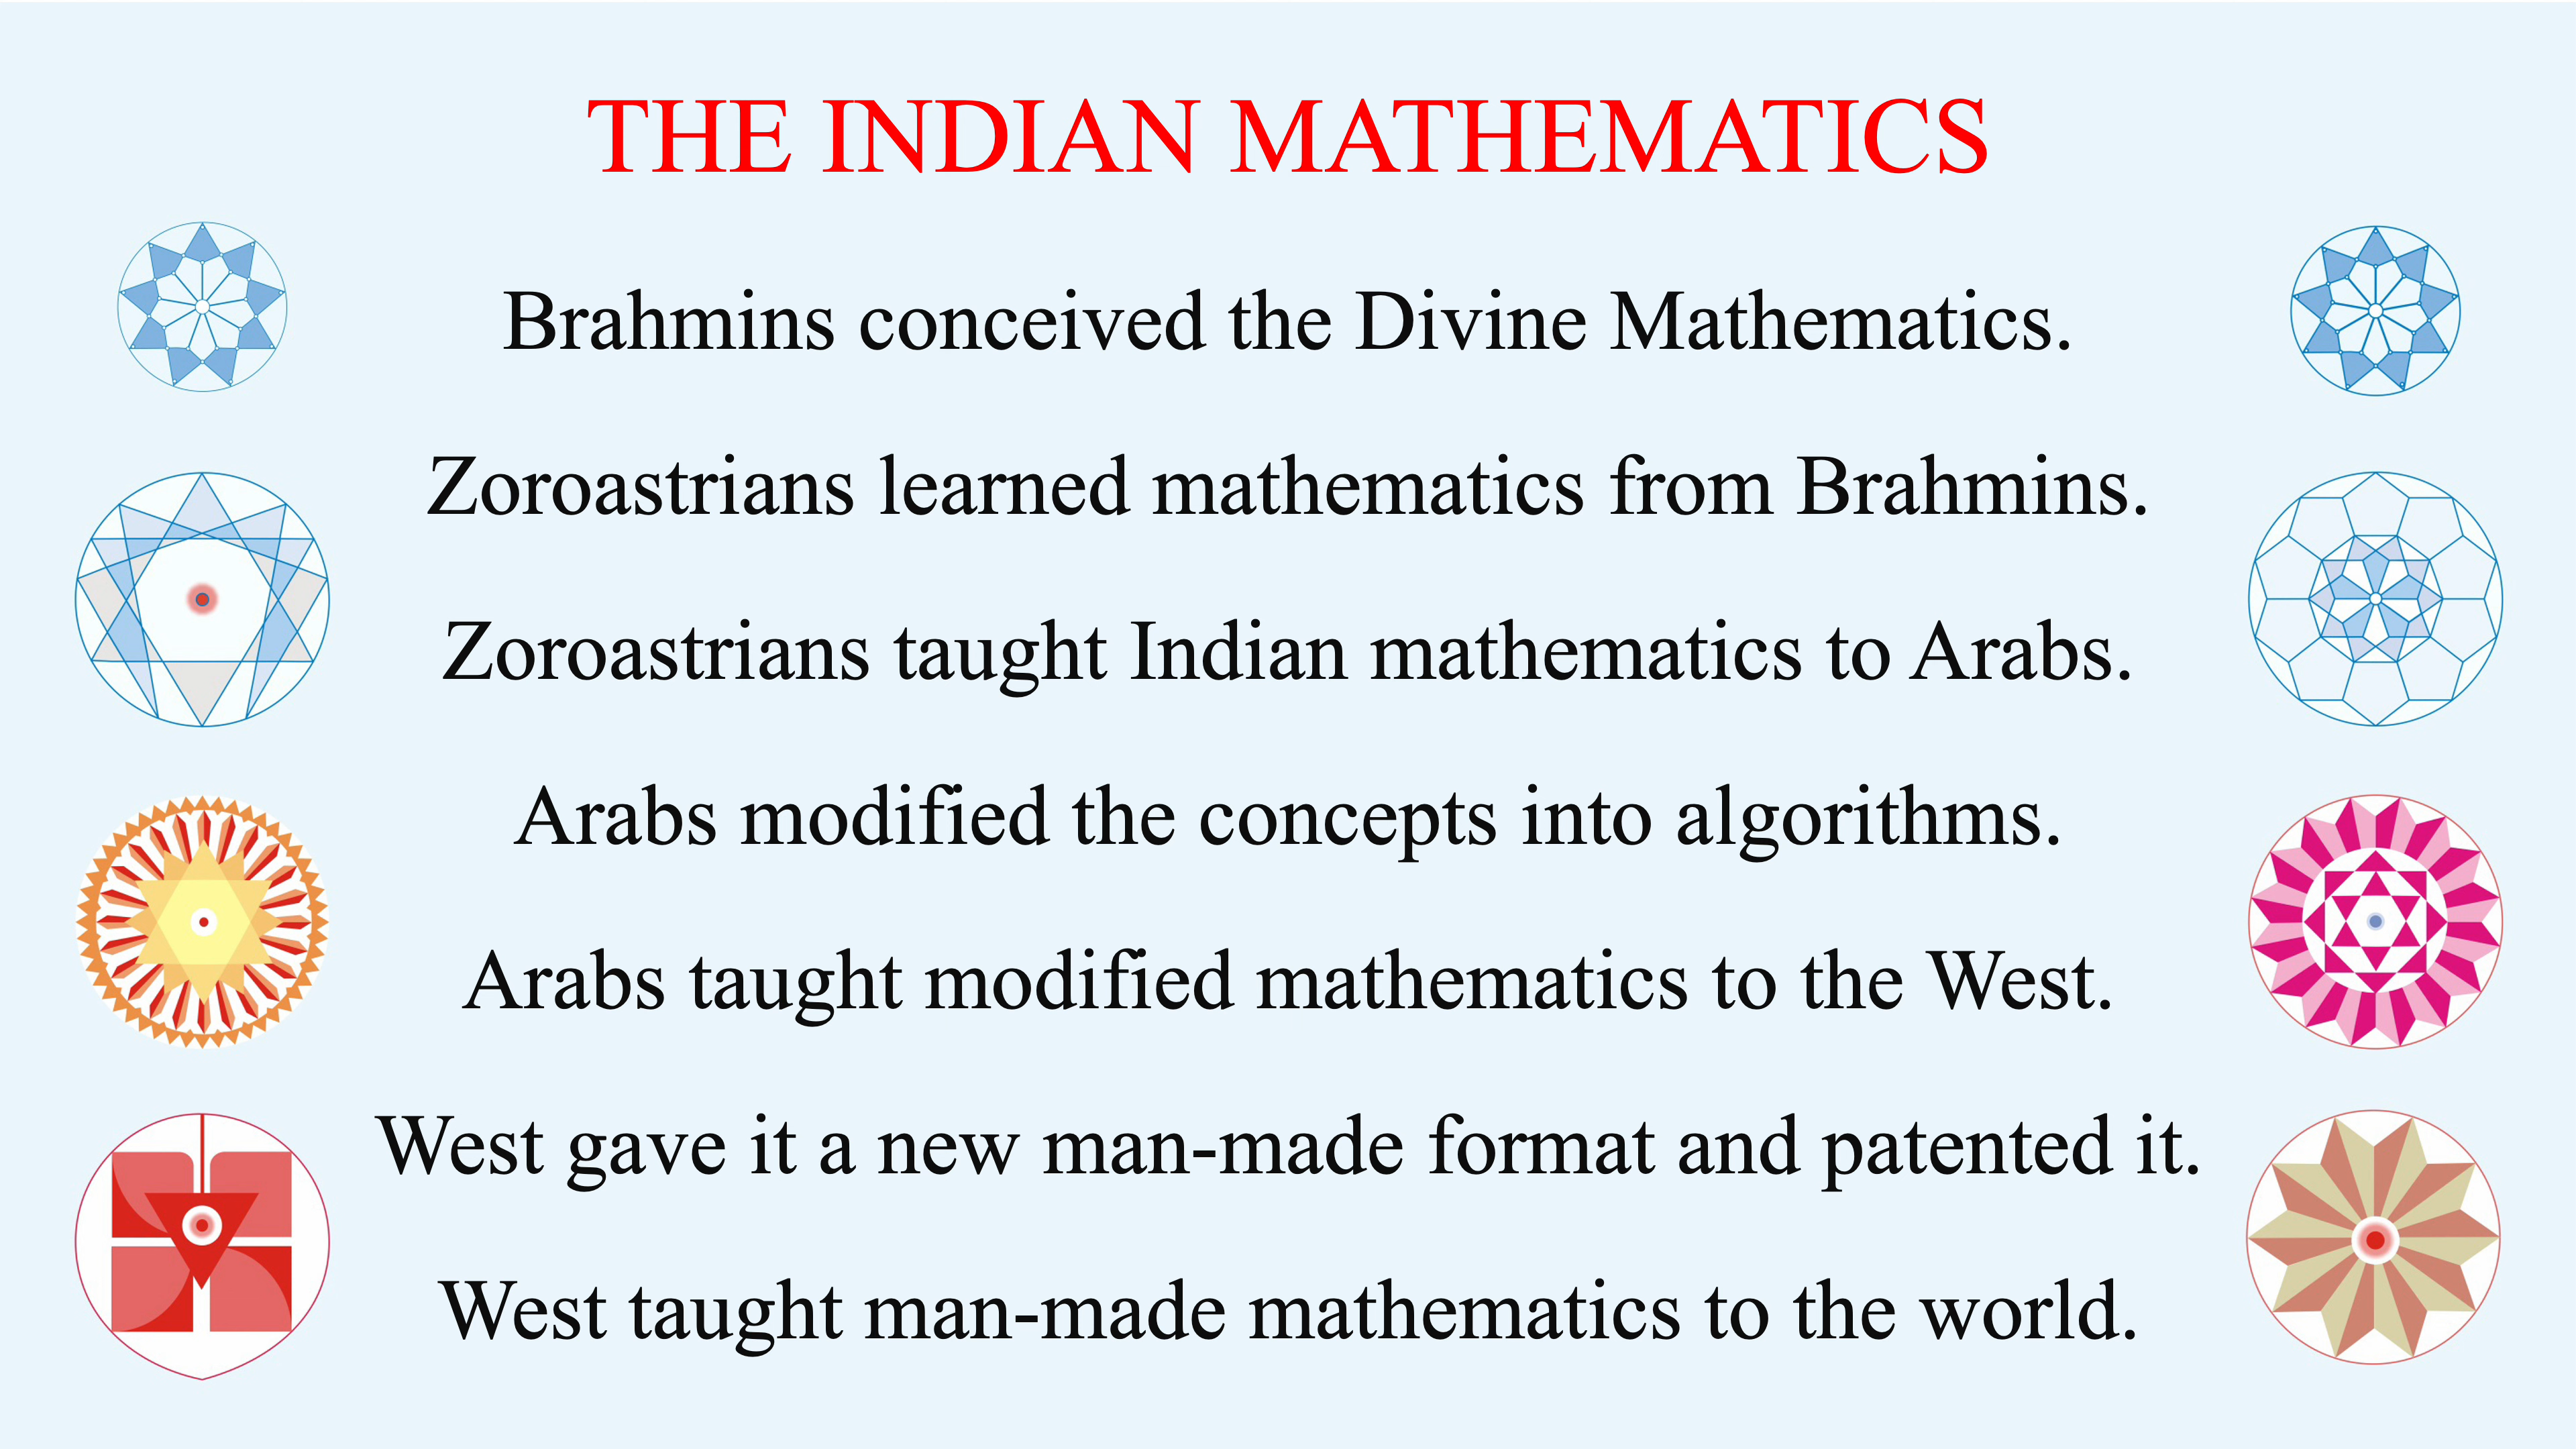 THE INDIAN MATHEMATICS
Brahmins conceived the Divine Mathematics.
Zoroastrians learned mathematics from Brahmins.
Zoroastrians taught Indian mathematics to Arabs.
Arabs modified the concepts into algorithms.
Arabs taught modified mathematics to the West.
West gave it a new man-made format and patented it.
West taught man-made mathematics to the world.